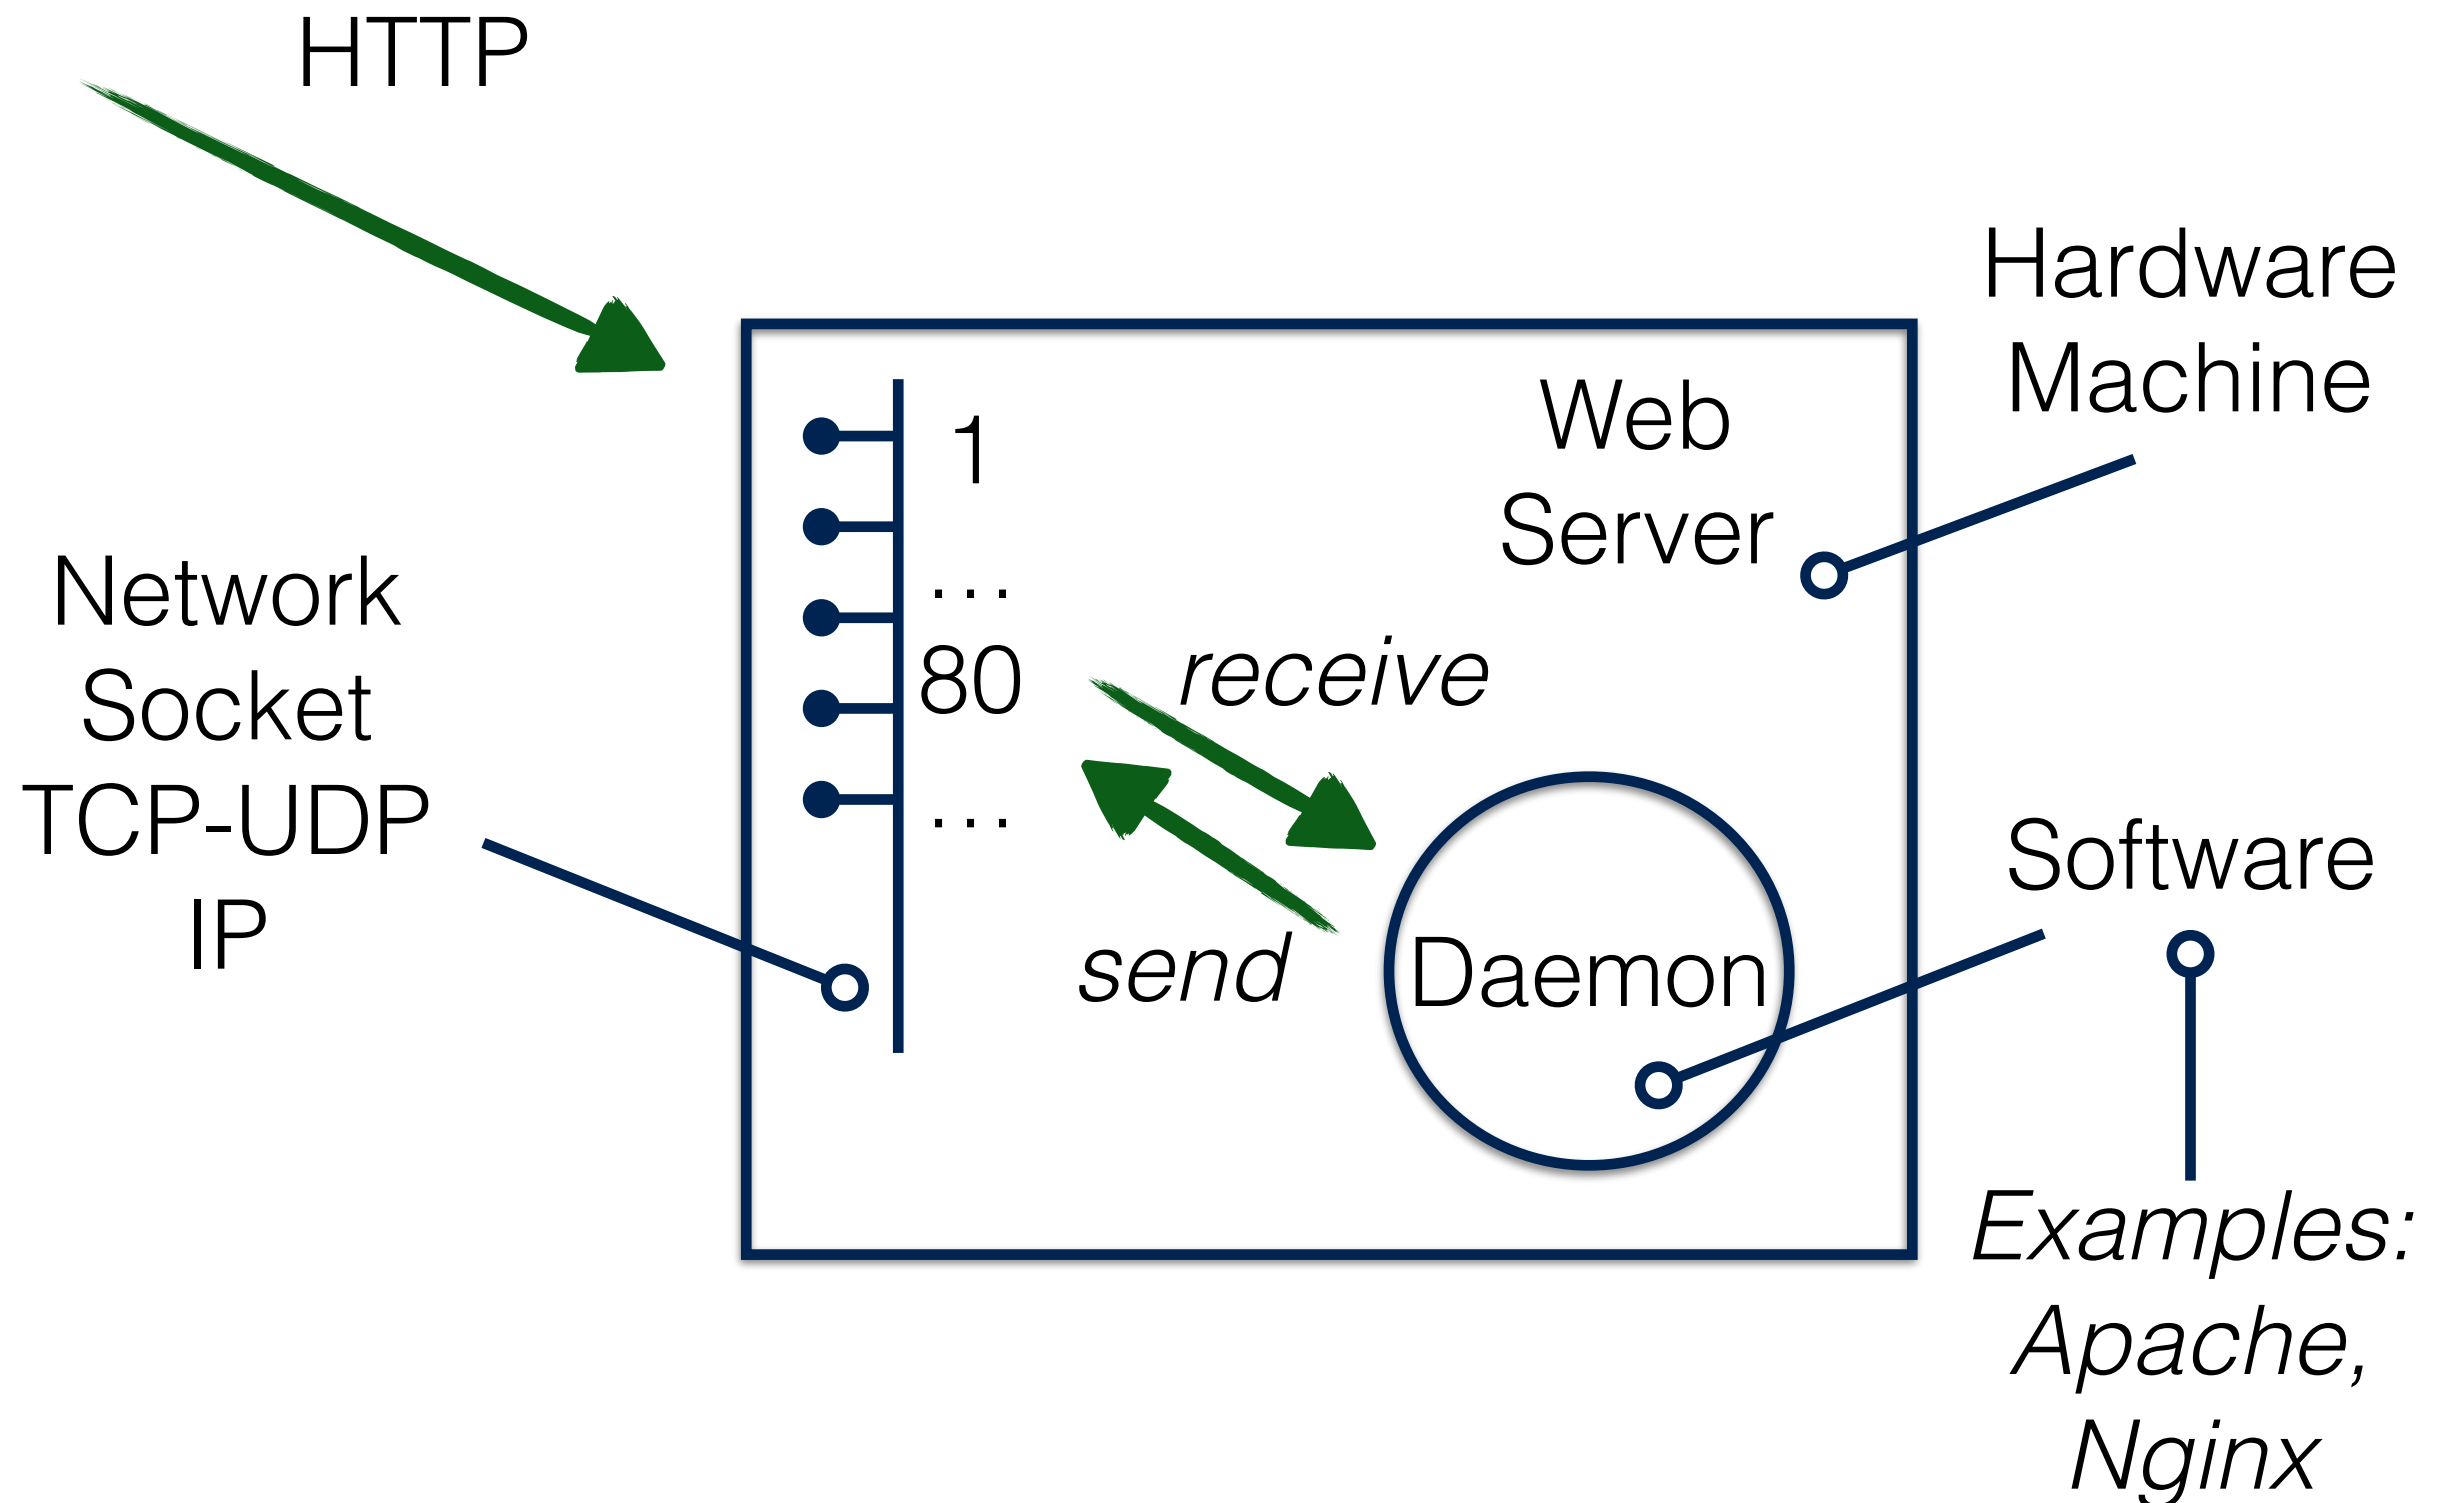 HTTP
Hardware
Machine
Web
Server
1
...
80
...
receive
send
Daemon
Network
Socket
TCP-UDP
IP
Software
Examples:
Apache,
Nginx